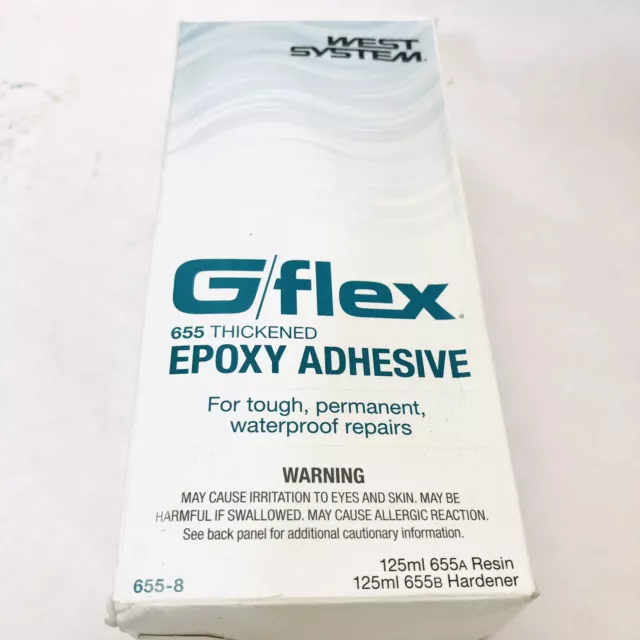 WEST
SYSTEM®
G/flex®
655 THICKENED
EPOXY ADHESIVE
For tough, permanent,
waterproof repairs
WARNING
MAY CAUSE IRRITATION TO EYES AND SKIN. MAY BE
HARMFUL IF SWALLOWED. MAY CAUSE ALLERGIC REACTION.
See back panel for additional cautionary information.
125ml 655A Resin
125ml 655B Hardener
655-8